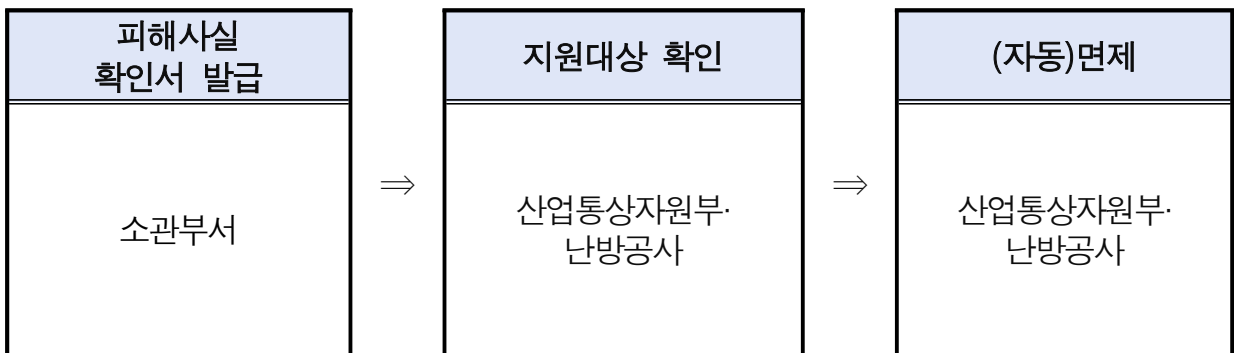 피해사실
확인서 발급
소관부서
⇒
지원대상 확인
산업통상자원부·
난방공사
⇒
(자동)면제
산업통상자원부·
난방공사